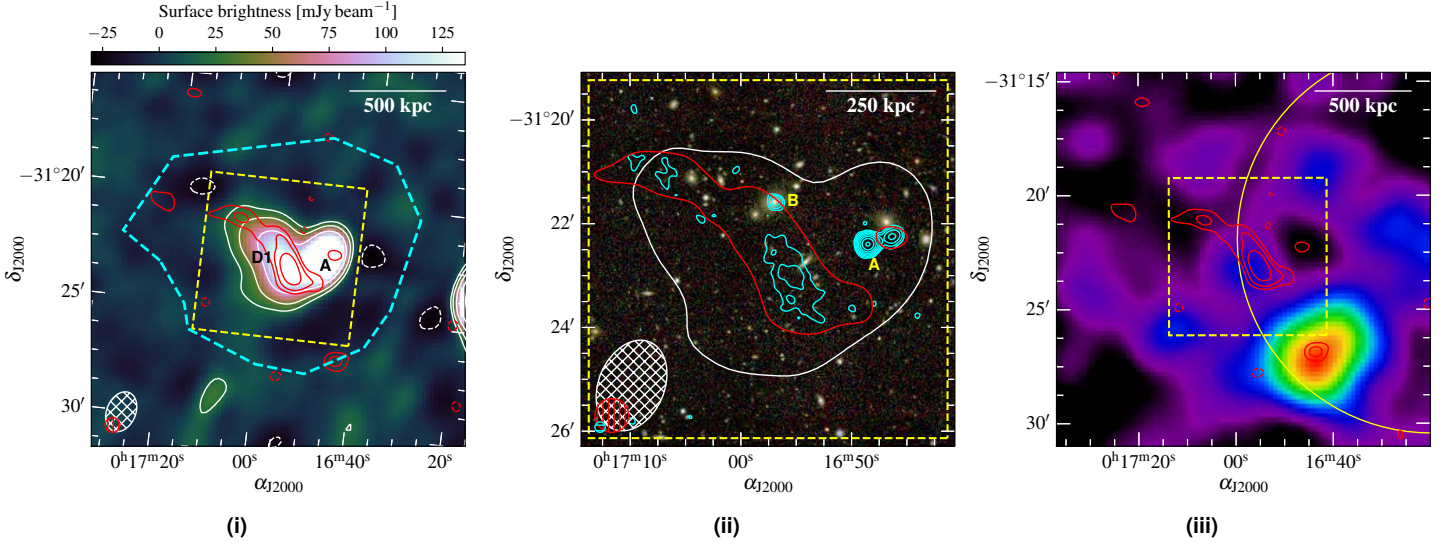 Surface brightness [mJy beam⁻¹]
−25 0 25 50 75 100 125
500 kpc
−31°20′
25′
30′
δJ2000
D1
A
0ʰ17ᵐ20ˢ 00ˢ 16ᵐ40ˢ 20ˢ
αJ2000
(i)
250 kpc
−31°20′
22′
24′
26′
δJ2000
B
A
0ʰ17ᵐ10ˢ 00ˢ 16ᵐ50ˢ
αJ2000
(ii)
−31°15′
500 kpc
20′
25′
30′
δJ2000
0ʰ17ᵐ20ˢ 00ˢ 16ᵐ40ˢ
αJ2000
(iii)